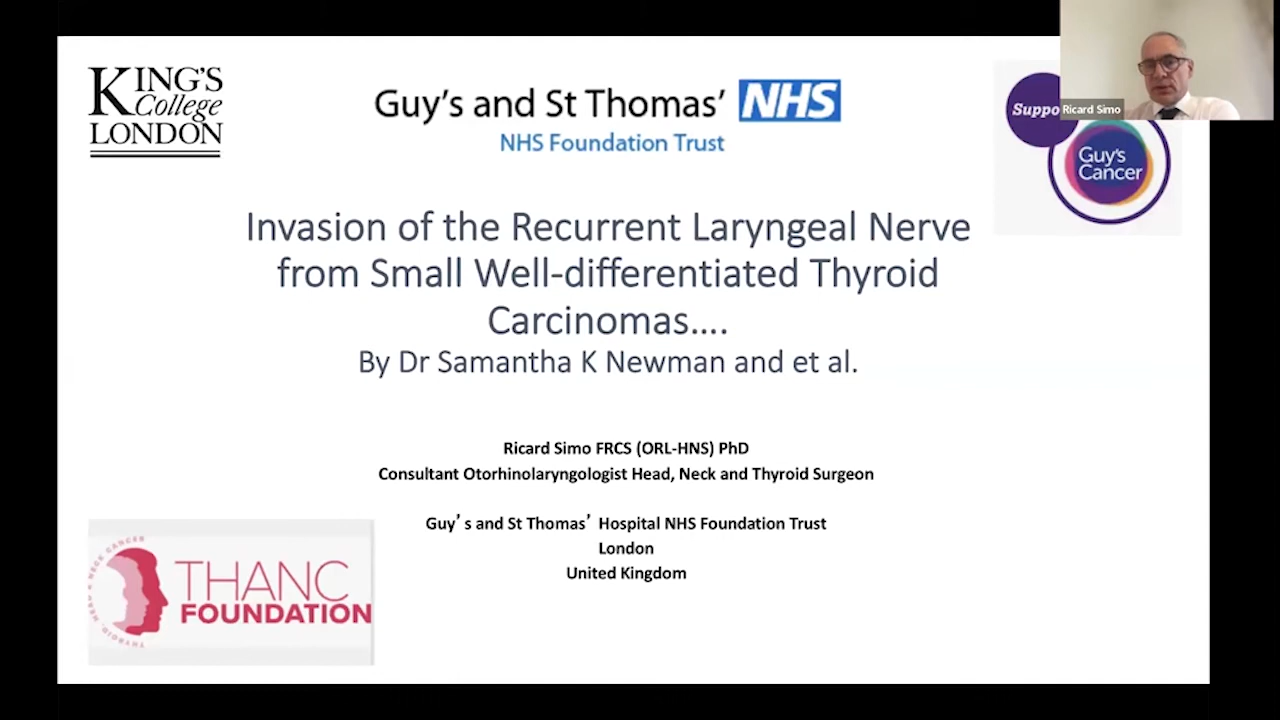 KING'S
College
LONDON
Guy's and St Thomas' NHS
NHS Foundation Trust
Suppo
Ricard Simo
Guy's
Cancer
Invasion of the Recurrent Laryngeal Nerve
from Small Well-differentiated Thyroid
Carcinomas....
By Dr Samantha K Newman and et al.
Ricard Simo FRCS (ORL-HNS) PhD
Consultant Otorhinolaryngologist Head, Neck and Thyroid Surgeon
Guy's and St Thomas' Hospital NHS Foundation Trust
London
United Kingdom
THANC
FOUNDATION